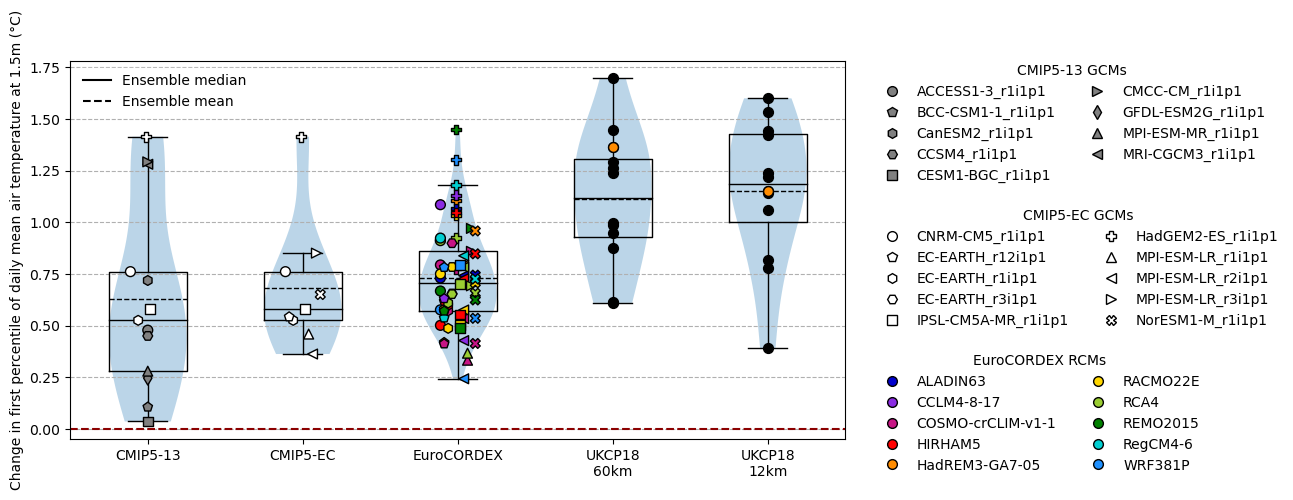 Change in first percentile of daily mean air temperature at 1.5m (°C)
1.75
1.50
1.25
1.00
0.75
0.50
0.25
0.00
Ensemble median
Ensemble mean
CMIP5-13
CMIP5-EC
EuroCORDEX
UKCP18
60km
UKCP18
12km
CMIP5-13 GCMs
ACCESS1-3_r1i1p1
BCC-CSM1-1_r1i1p1
CanESM2_r1i1p1
CCSM4_r1i1p1
CESM1-BGC_r1i1p1
CMCC-CM_r1i1p1
GFDL-ESM2G_r1i1p1
MPI-ESM-MR_r1i1p1
MRI-CGCM3_r1i1p1
CMIP5-EC GCMs
CNRM-CM5_r1i1p1
EC-EARTH_r12i1p1
EC-EARTH_r1i1p1
EC-EARTH_r3i1p1
IPSL-CM5A-MR_r1i1p1
HadGEM2-ES_r1i1p1
MPI-ESM-LR_r1i1p1
MPI-ESM-LR_r2i1p1
MPI-ESM-LR_r3i1p1
NorESM1-M_r1i1p1
EuroCORDEX RCMs
ALADIN63
CCLM4-8-17
COSMO-crCLIM-v1-1
HIRHAM5
HadREM3-GA7-05
RACMO22E
RCA4
REMO2015
RegCM4-6
WRF381P